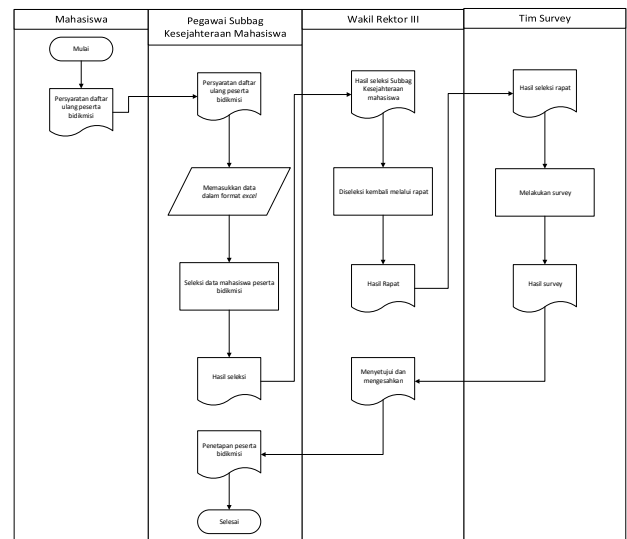 Mahasiswa
Pegawai Subbag
Kesejahteraan Mahasiswa
Wakil Rektor III
Tim Survey
Mulai
Persyaratan daftar
ulang peserta
bidikmisi
Persyaratan daftar
ulang peserta
bidikmisi
Memasukkan data
dalam format excel
Seleksi data mahasiswa peserta
bidikmisi
Hasil seleksi
Penetapan peserta
bidikmisi
Selesai
Hasil seleksi Subbag
Kesejahteraan
mahasiswa
Diseleksi kembali melalui rapat
Hasil Rapat
Menyetujui dan
mengesahkan
Hasil seleksi rapat
Melakukan survey
Hasil survey